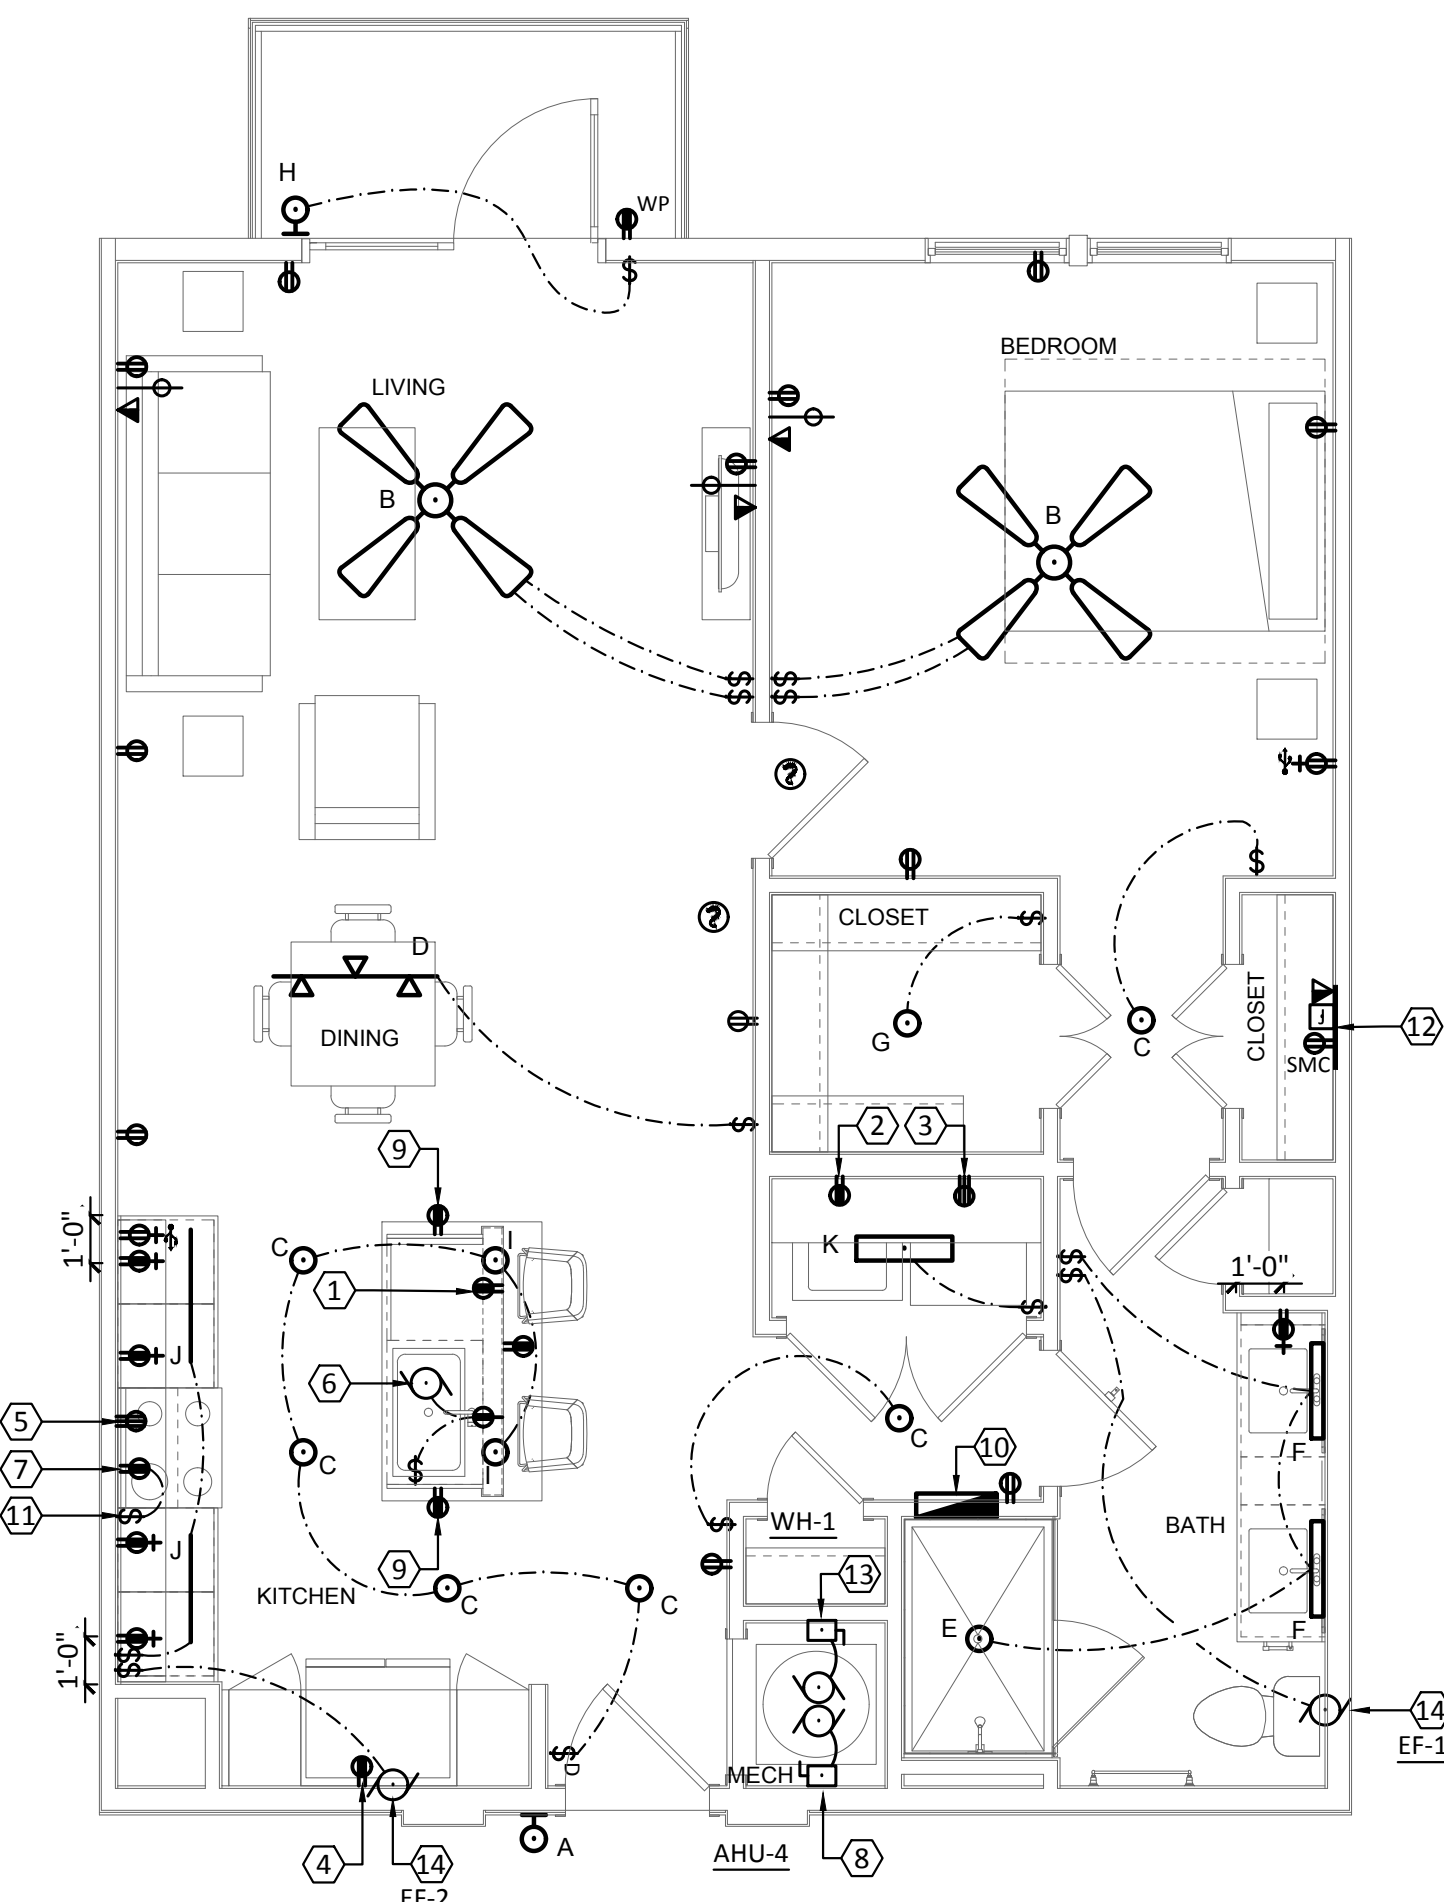 H
WP
$
BEDROOM
LIVING
B
B
$
$
$
$
$
CLOSET
$
D
DINING
G
C
CLOSET
J
12
SMC
$
2
3
9
1'-0"
C
I
K
$
$
1'-0"
1
$
J
6
5
C
I
C
F
7
$
10
11
$
$
WH-1
BATH
J
9
13
KITCHEN
C
C
E
F
1'-0"
$
$
14
EF-1
$D
MECH
A
4
14
AHU-4
8
EF-2